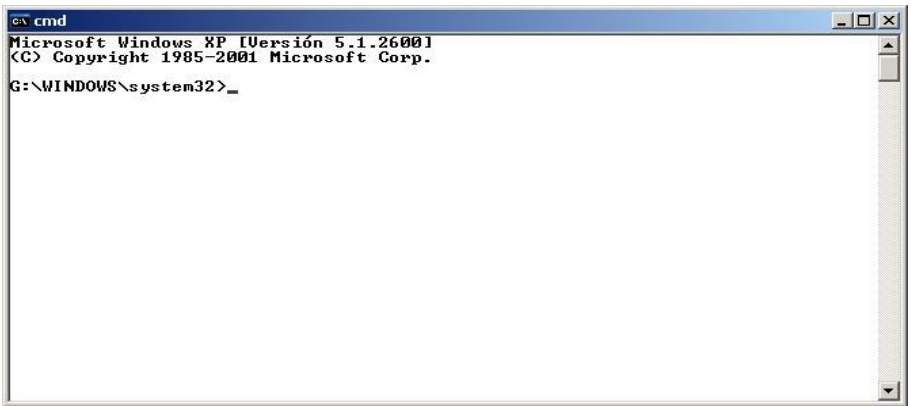 cmd
Microsoft Windows XP [Versión 5.1.2600]
(C) Copyright 1985-2001 Microsoft Corp.
G:\WINDOWS\system32>_